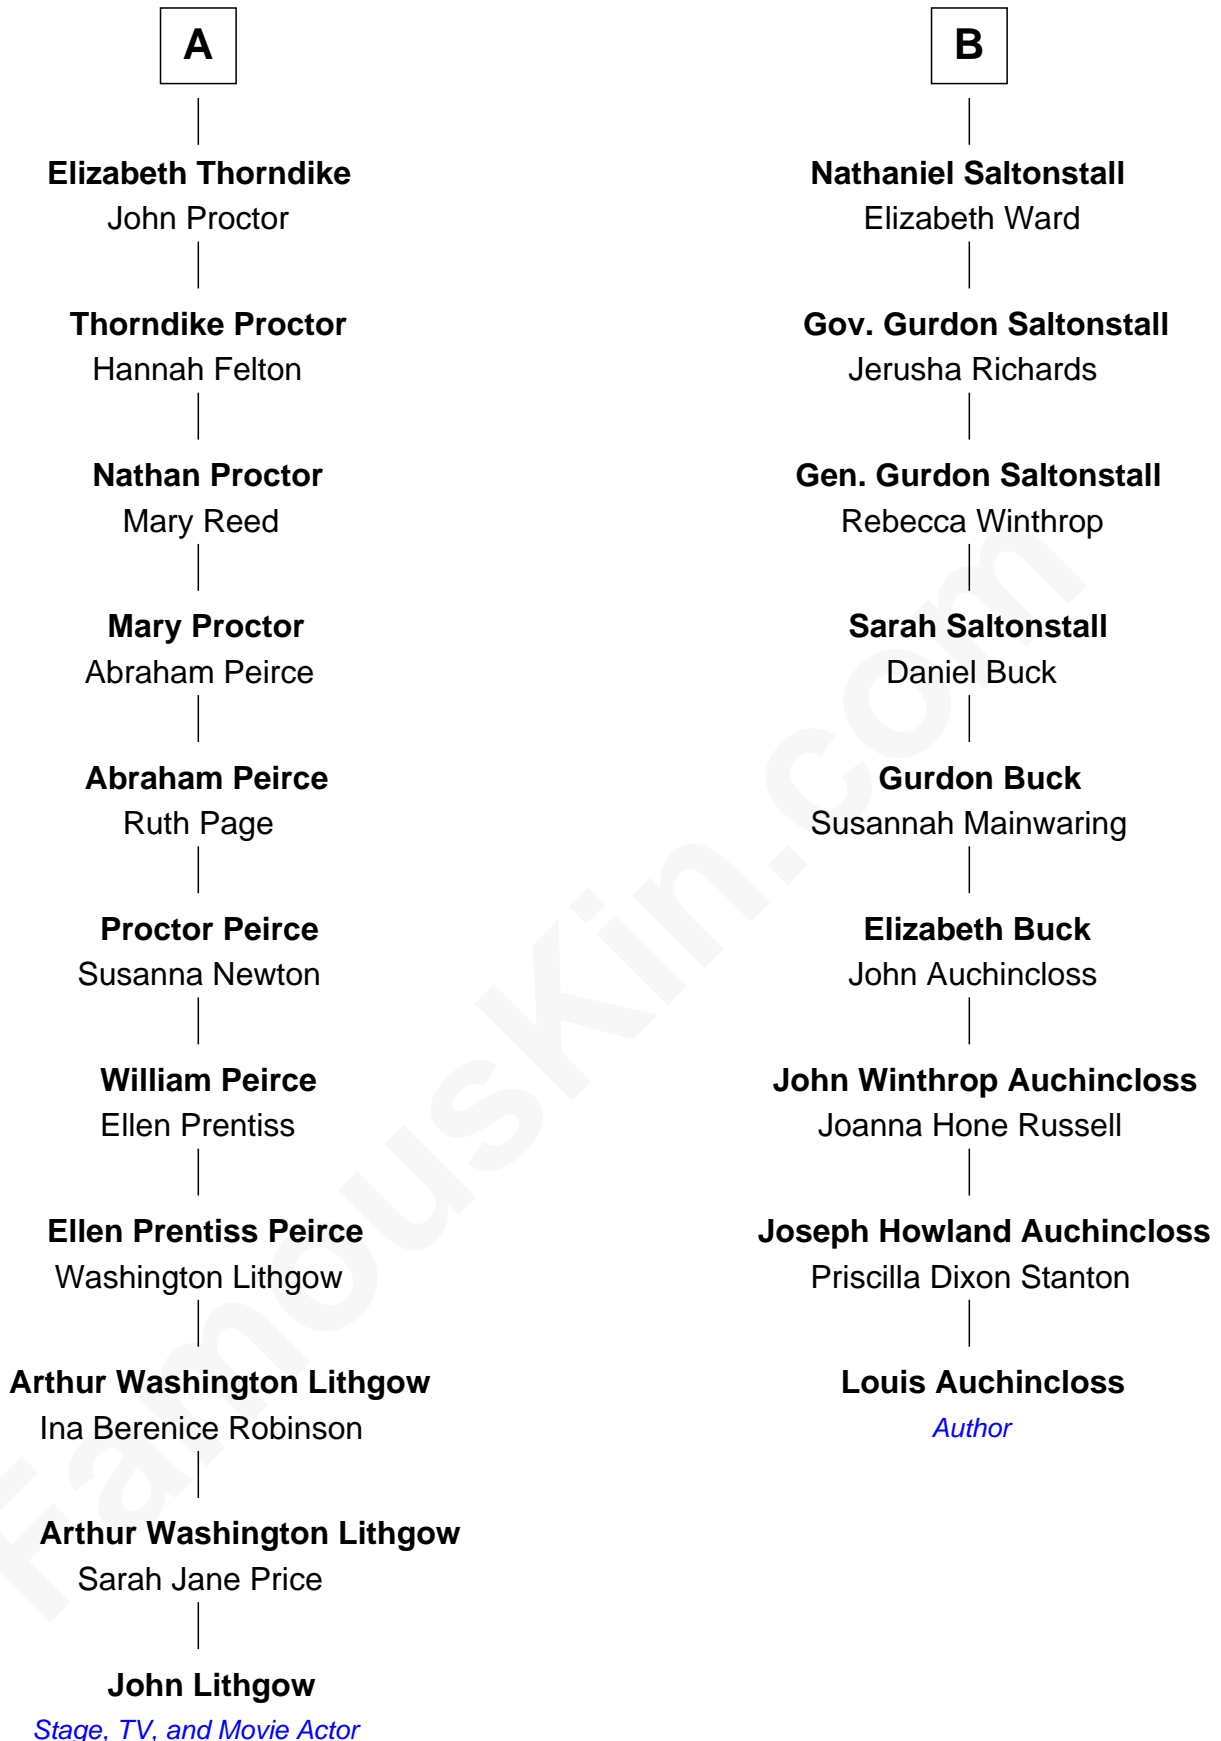 A
Elizabeth Thorndike
John Proctor
Thorndike Proctor
Hannah Felton
Nathan Proctor
Mary Reed
Mary Proctor
Abraham Peirce
Abraham Peirce
Ruth Page
Proctor Peirce
Susanna Newton
William Peirce
Ellen Prentiss
Ellen Prentiss Peirce
Washington Lithgow
Arthur Washington Lithgow
Ina Berenice Robinson
Arthur Washington Lithgow
Sarah Jane Price
John Lithgow
Stage, TV, and Movie Actor
B
Nathaniel Saltonstall
Elizabeth Ward
Gov. Gurdon Saltonstall
Jerusha Richards
Gen. Gurdon Saltonstall
Rebecca Winthrop
Sarah Saltonstall
Daniel Buck
Gurdon Buck
Susannah Mainwaring
Elizabeth Buck
John Auchincloss
John Winthrop Auchincloss
Joanna Hone Russell
Joseph Howland Auchincloss
Priscilla Dixon Stanton
Louis Auchincloss
Author
FamousKin.com